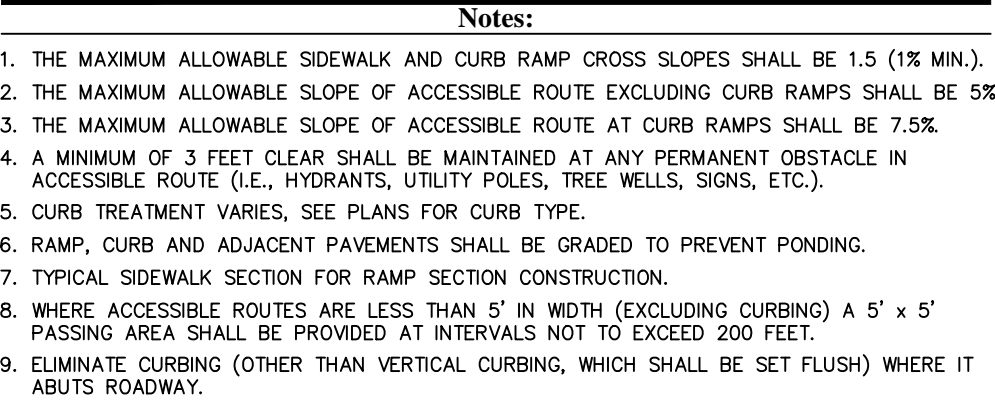 Notes:
1. THE MAXIMUM ALLOWABLE SIDEWALK AND CURB RAMP CROSS SLOPES SHALL BE 1.5 (1% MIN.).
2. THE MAXIMUM ALLOWABLE SLOPE OF ACCESSIBLE ROUTE EXCLUDING CURB RAMPS SHALL BE 5%
3. THE MAXIMUM ALLOWABLE SLOPE OF ACCESSIBLE ROUTE AT CURB RAMPS SHALL BE 7.5%.
4. A MINIMUM OF 3 FEET CLEAR SHALL BE MAINTAINED AT ANY PERMANENT OBSTACLE IN
ACCESSIBLE ROUTE (I.E., HYDRANTS, UTILITY POLES, TREE WELLS, SIGNS, ETC.).
5. CURB TREATMENT VARIES, SEE PLANS FOR CURB TYPE.
6. RAMP, CURB AND ADJACENT PAVEMENTS SHALL BE GRADED TO PREVENT PONDING.
7. TYPICAL SIDEWALK SECTION FOR RAMP SECTION CONSTRUCTION.
8. WHERE ACCESSIBLE ROUTES ARE LESS THAN 5' IN WIDTH (EXCLUDING CURBING) A 5' x 5'
PASSING AREA SHALL BE PROVIDED AT INTERVALS NOT TO EXCEED 200 FEET.
9. ELIMINATE CURBING (OTHER THAN VERTICAL CURBING, WHICH SHALL BE SET FLUSH) WHERE IT
ABUTS ROADWAY.